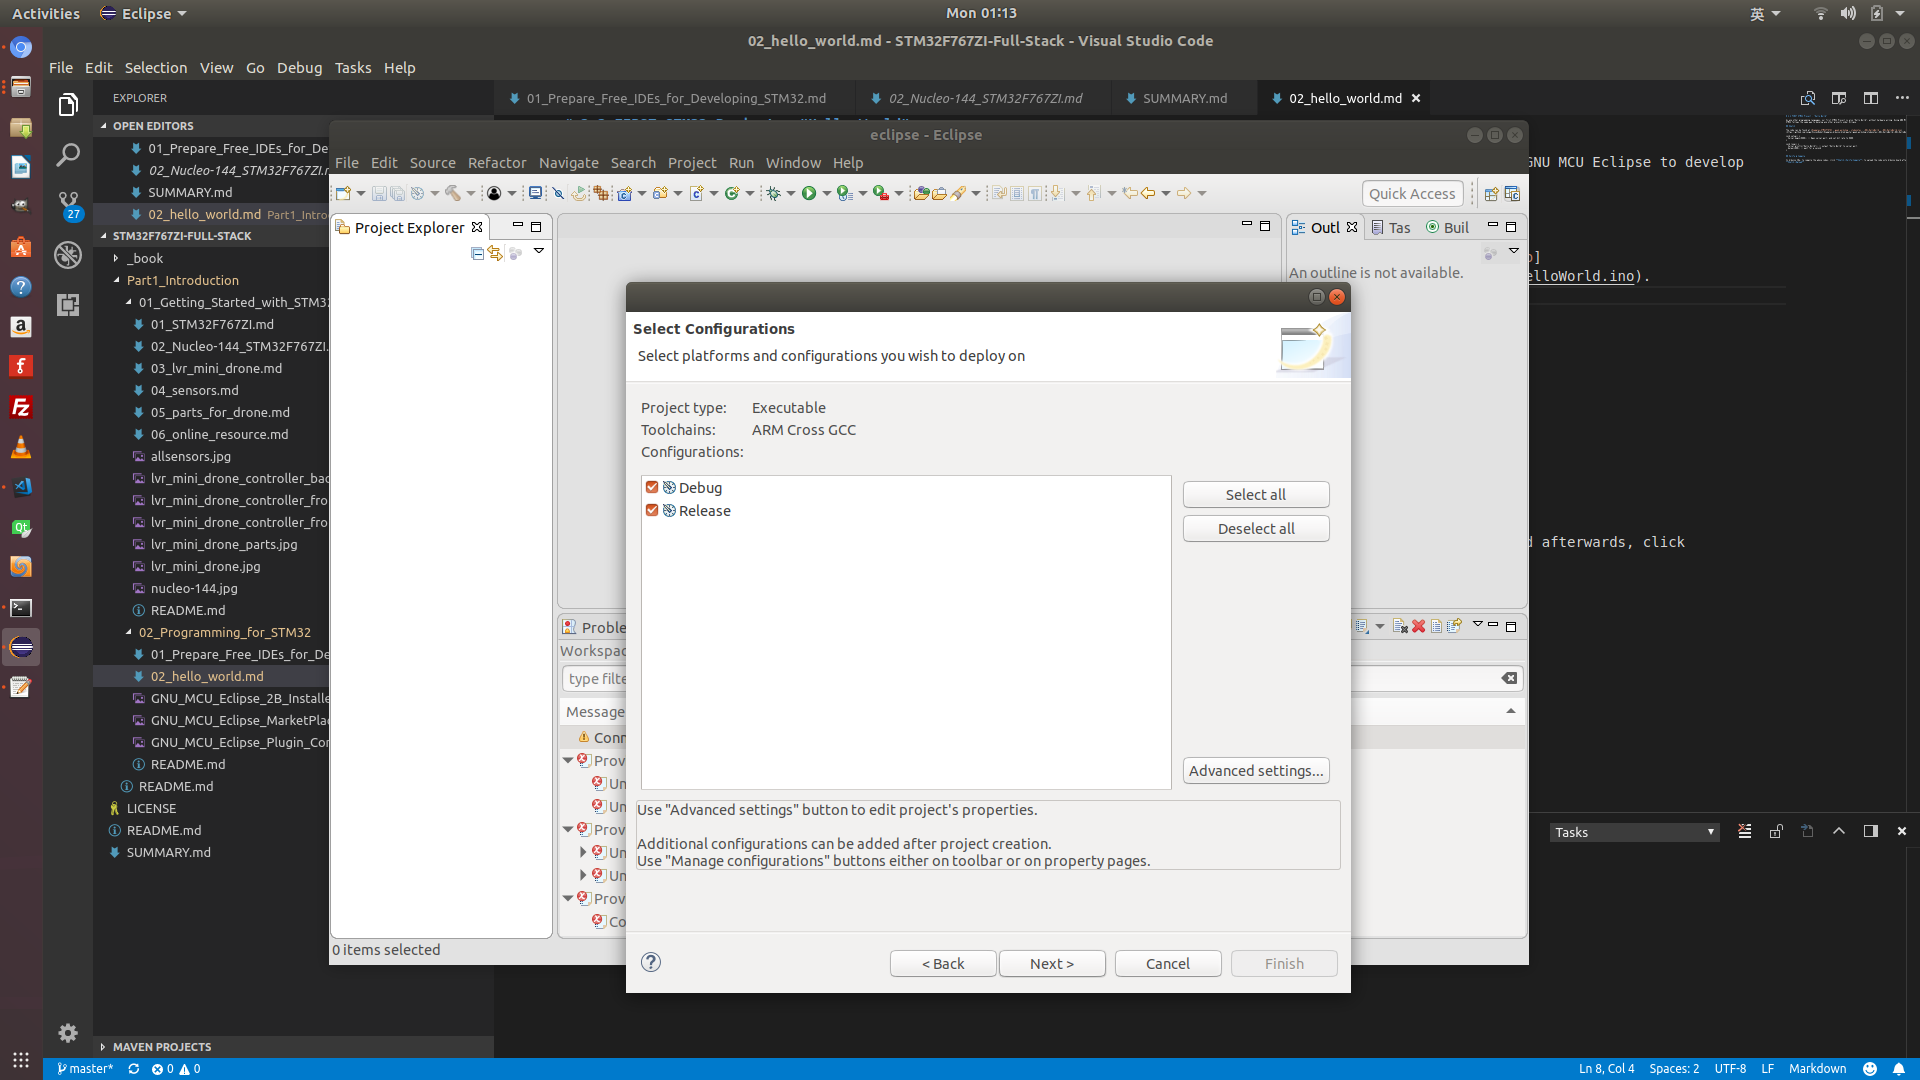 Activities
Eclipse
Mon 01:13
英
02_hello_world.md - STM32F767ZI-Full-Stack - Visual Studio Code
File Edit Selection View Go Debug Tasks Help
EXPLORER
01_Prepare_Free_IDEs_for_Developing_STM32.md
02_Nucleo-144_STM32F767ZI.md
SUMMARY.md
02_hello_world.md
OPEN EDITORS
01_Prepare_Free_IDEs_for_De
02_Nucleo-144_STM32F767ZI.r
SUMMARY.md
02_hello_world.md Part1_Intro
27
STM32F767ZI-FULL-STACK
_book
Part1_Introduction
01_Getting_Started_with_STM32
01_STM32F767ZI.md
02_Nucleo-144_STM32F767ZI.
03_lvr_mini_drone.md
04_sensors.md
05_parts_for_drone.md
06_online_resource.md
allsensors.jpg
lvr_mini_drone_controller_bac
lvr_mini_drone_controller_fro
lvr_mini_drone_controller_fro
lvr_mini_drone_parts.jpg
lvr_mini_drone.jpg
nucleo-144.jpg
README.md
02_Programming_for_STM32
01_Prepare_Free_IDEs_for_De
02_hello_world.md
GNU_MCU_Eclipse_2B_Installe
GNU_MCU_Eclipse_MarketPla
GNU_MCU_Eclipse_Plugin_Cor
README.md
README.md
LICENSE
README.md
SUMMARY.md
MAVEN PROJECTS
eclipse - Eclipse
File Edit Source Refactor Navigate Search Project Run Window Help
Quick Access
Project Explorer
Outl
Tas
Buil
An outline is not available.
GNU MCU Eclipse to develop
o]
elloWorld.ino).
d afterwards, click
Select Configurations
Select platforms and configurations you wish to deploy on
Project type: Executable
Toolchains: ARM Cross GCC
Configurations:
Debug
Release
Select all
Deselect all
Advanced settings...
Use "Advanced settings" button to edit project's properties.
Additional configurations can be added after project creation.
Use "Manage configurations" buttons either on toolbar or on property pages.
< Back
Next >
Cancel
Finish
Proble
Workspac
type filte
Message
Conn
Prov
Un
Un
Prov
Un
Un
Prov
Co
0 items selected
Tasks
master*
0
0
Ln 8, Col 4
Spaces: 2
UTF-8
LF
Markdown